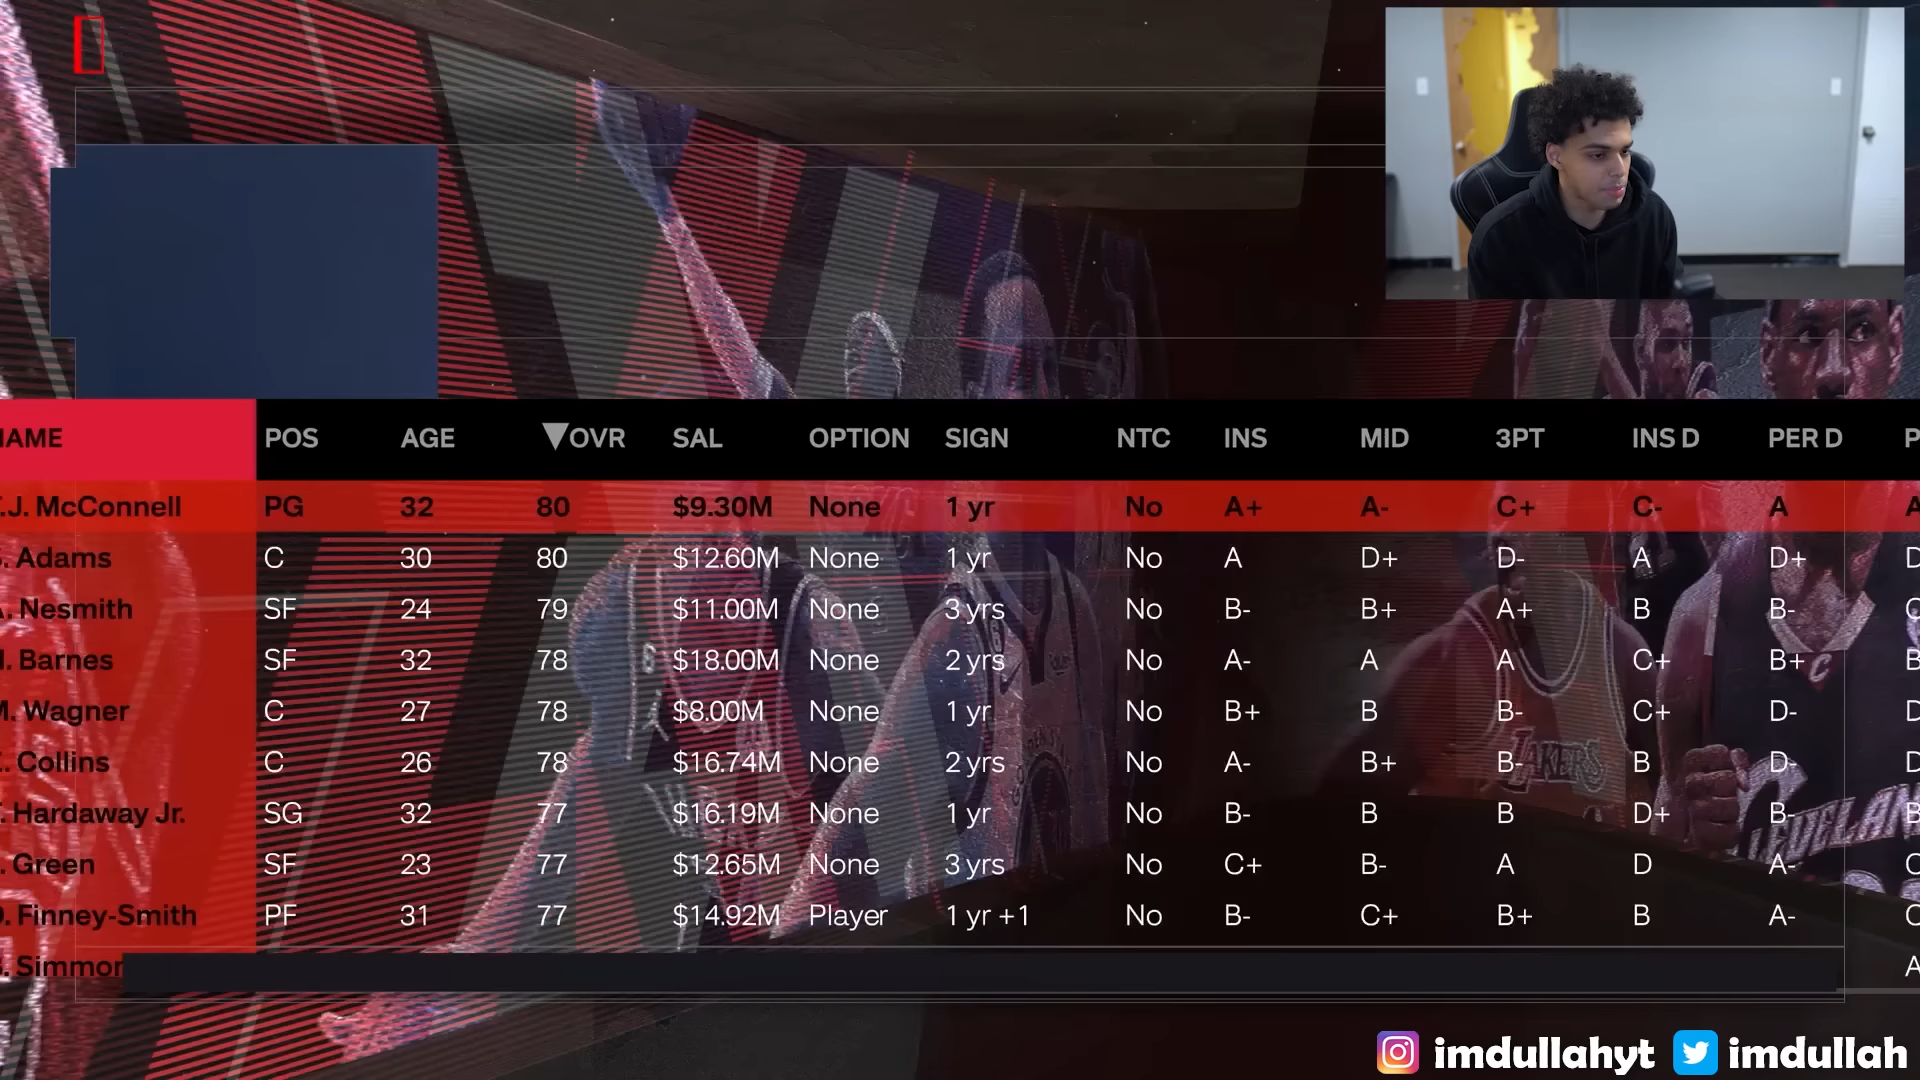 IAME POS AGE ▼OVR SAL OPTION SIGN NTC INS MID 3PT INS D PER D P
.J. McConnell PG 32 80 $9.30M None 1 yr No A+ A- C+ C- A A
. Adams C 30 80 $12.60M None 1 yr No A D+ D- A D+ D
. Nesmith SF 24 79 $11.00M None 3 yrs No B- B+ A+ B B- C
. Barnes SF 32 78 $18.00M None 2 yrs No A- A A C+ B+ B
M. Wagner C 27 78 $8.00M None 1 yr No B+ B B- C+ D- D
. Collins C 26 78 $16.74M None 2 yrs No A- B+ B- B D- D
. Hardaway Jr. SG 32 77 $16.19M None 1 yr No B- B B D+ B- B
. Green SF 23 77 $12.65M None 3 yrs No C+ B- A D A- C
. Finney-Smith PF 31 77 $14.92M Player 1 yr +1 No B- C+ B+ B A- C
. Simmon A
LAKERS
imdullahyt imdullah